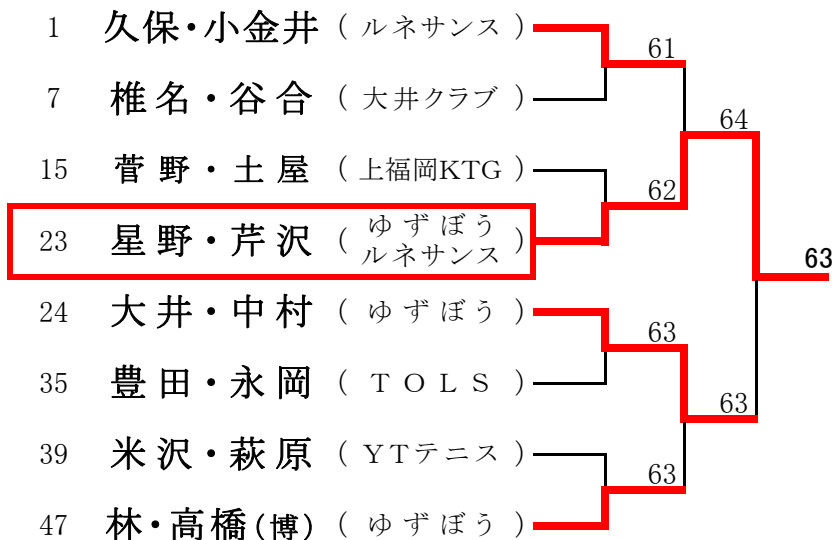 1 久保・小金井 (ルネサンス)
61
7 椎名・谷合 (大井クラブ)
64
15 菅野・土屋 (上福岡KTG)
62
23 星野・芹沢 (ゆずぼう
ルネサンス)
63
24 大井・中村 (ゆずぼう)
63
35 豊田・永岡 (TOLS)
63
39 米沢・萩原 (YTテニス)
63
47 林・高橋(博) (ゆずぼう)